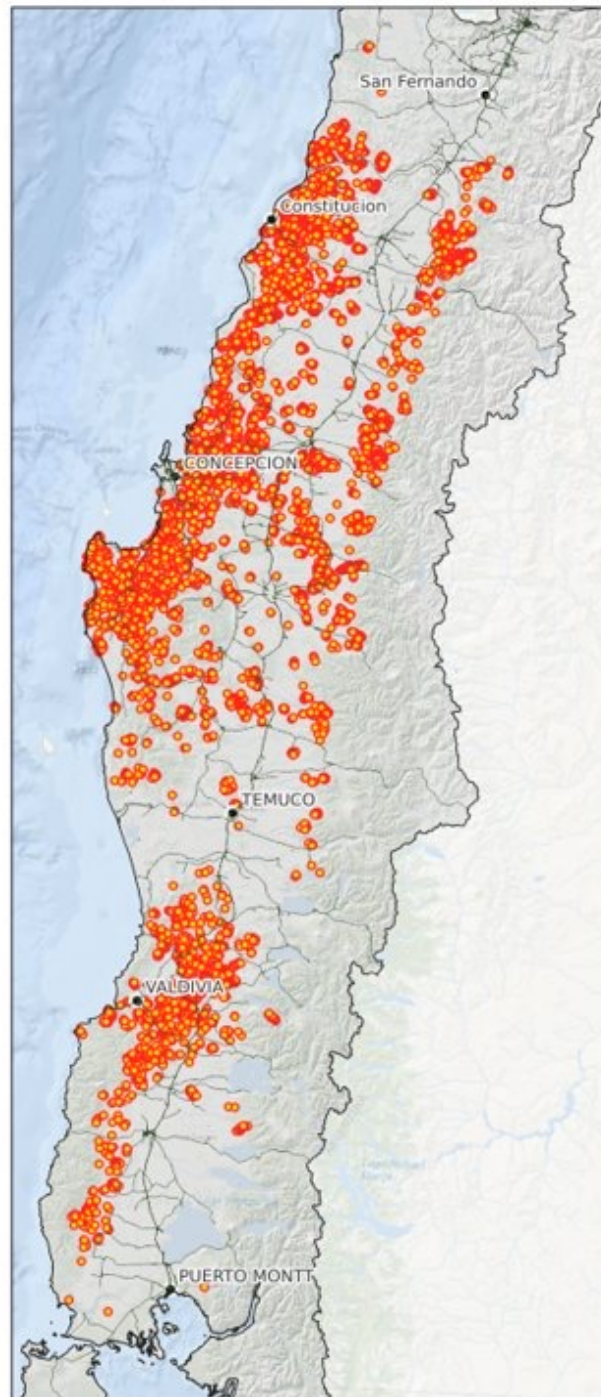 San Fernando
Constitucion
CONCEPCION
TEMUCO
VALDIVIA
PUERTO MONTT